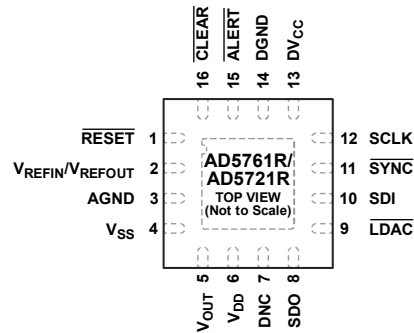 CLEAR
ALERT
DGND
DVCC
16
15
14
13
RESET 1
VREFIN/VREFOUT 2
AGND 3
VSS 4
AD5761R/
AD5721R
TOP VIEW
(Not to Scale)
12 SCLK
11 SYNC
10 SDI
9 LDAC
5
6
7
8
VOUT
VDD
DNC
SDO